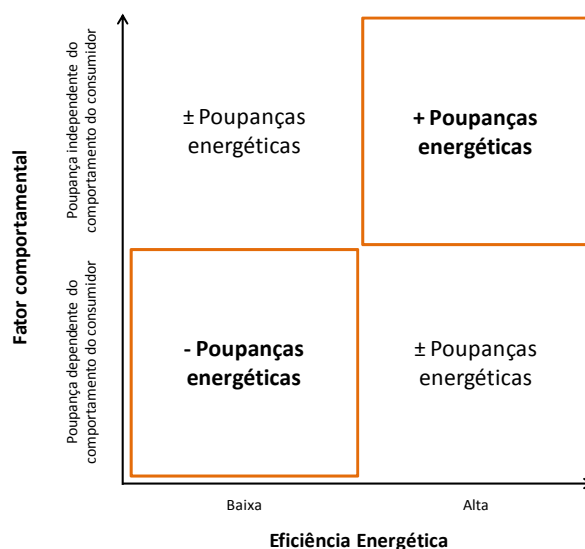 Fator comportamental
Poupança independente do
comportamento do consumidor
± Poupanças
energéticas
+ Poupanças
energéticas
Poupança dependente do
comportamento do consumidor
- Poupanças
energéticas
± Poupanças
energéticas
Baixa
Alta
Eficiência Energética